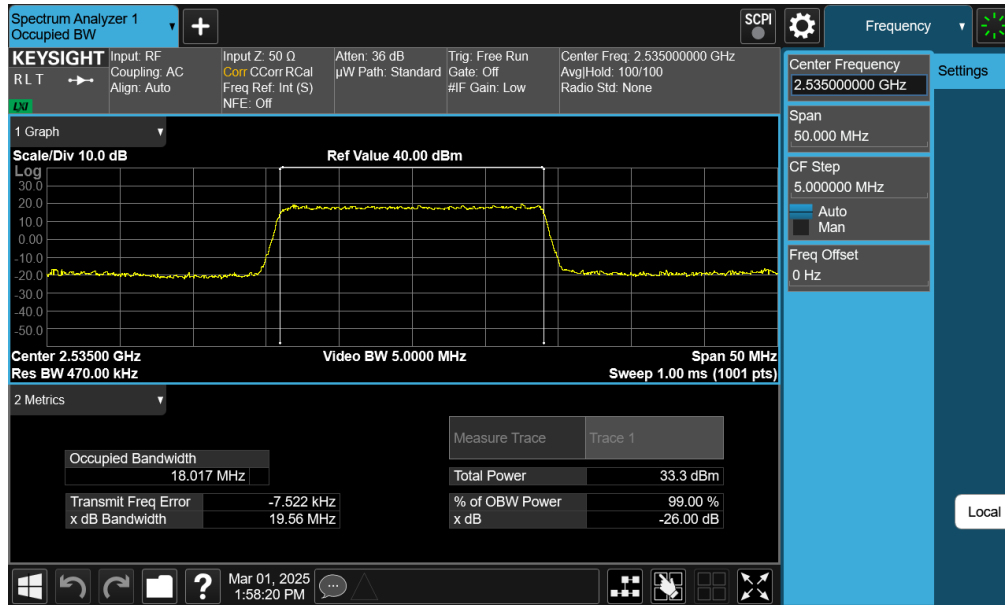 Spectrum Analyzer 1
Occupied BW
+
SCPI
Frequency
KEYSIGHT
R L T
LXI
Input: RF
Coupling: AC
Align: Auto
Input Z: 50 Ω
Corr CCorr RCal
Freq Ref: Int (S)
NFE: Off
Atten: 36 dB
µW Path: Standard
Trig: Free Run
Gate: Off
#IF Gain: Low
Center Freq: 2.535000000 GHz
Avg|Hold: 100/100
Radio Std: None
Center Frequency
2.535000000 GHz
Settings
Span
50.000 MHz
CF Step
5.000000 MHz
Auto
Man
Freq Offset
0 Hz
1 Graph
Scale/Div 10.0 dB
Ref Value 40.00 dBm
Log
30.0
20.0
10.0
0.00
-10.0
-20.0
-30.0
-40.0
-50.0
Center 2.53500 GHz
Video BW 5.0000 MHz
Span 50 MHz
Res BW 470.00 kHz
Sweep 1.00 ms (1001 pts)
2 Metrics
Measure Trace
Trace 1
Occupied Bandwidth
18.017 MHz
Total Power
33.3 dBm
Transmit Freq Error
-7.522 kHz
% of OBW Power
99.00 %
x dB Bandwidth
19.56 MHz
x dB
-26.00 dB
Local
?
Mar 01, 2025
1:58:20 PM